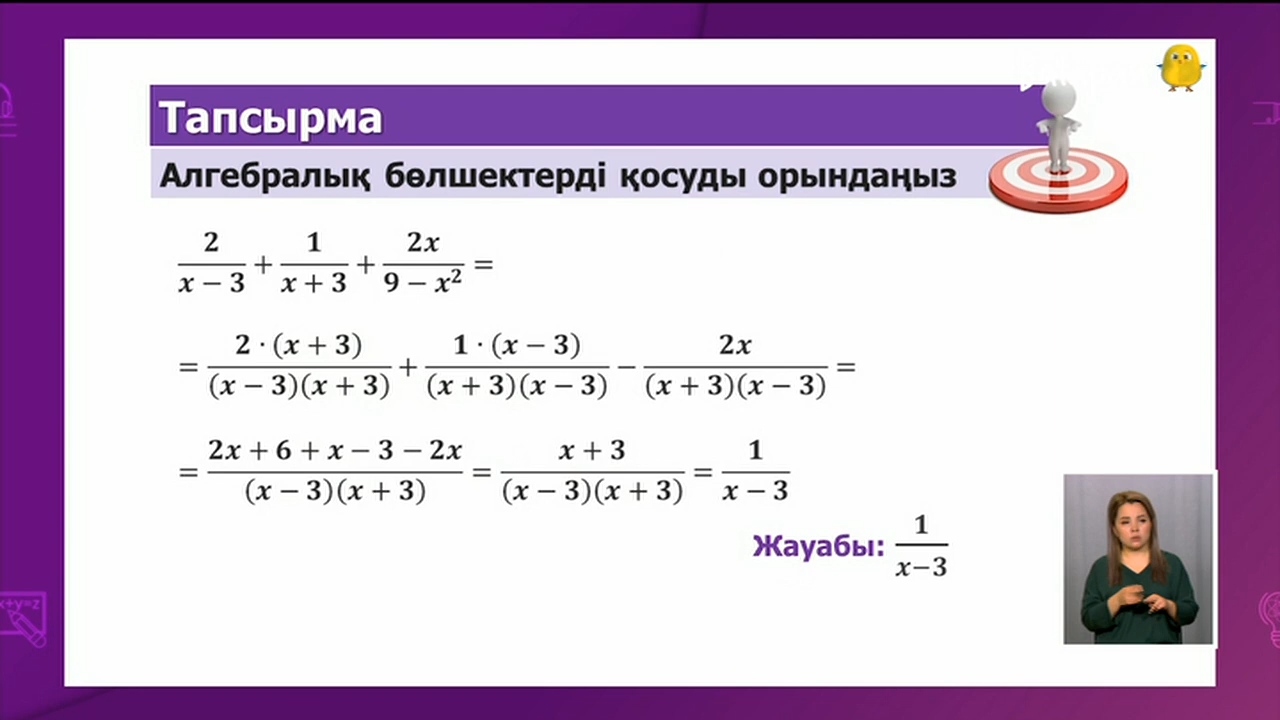 Тапсырма
Алгебралық бөлшектерді қосуды орындаңыз
2/(x − 3) + 1/(x + 3) + 2x/(9 − x²) =
= 2 · (x + 3)/((x − 3)(x + 3)) + 1 · (x − 3)/((x + 3)(x − 3)) − 2x/((x + 3)(x − 3)) =
= (2x + 6 + x − 3 − 2x)/((x − 3)(x + 3)) = (x + 3)/((x − 3)(x + 3)) = 1/(x − 3)
Жауабы: 1/(x−3)
x+y=z